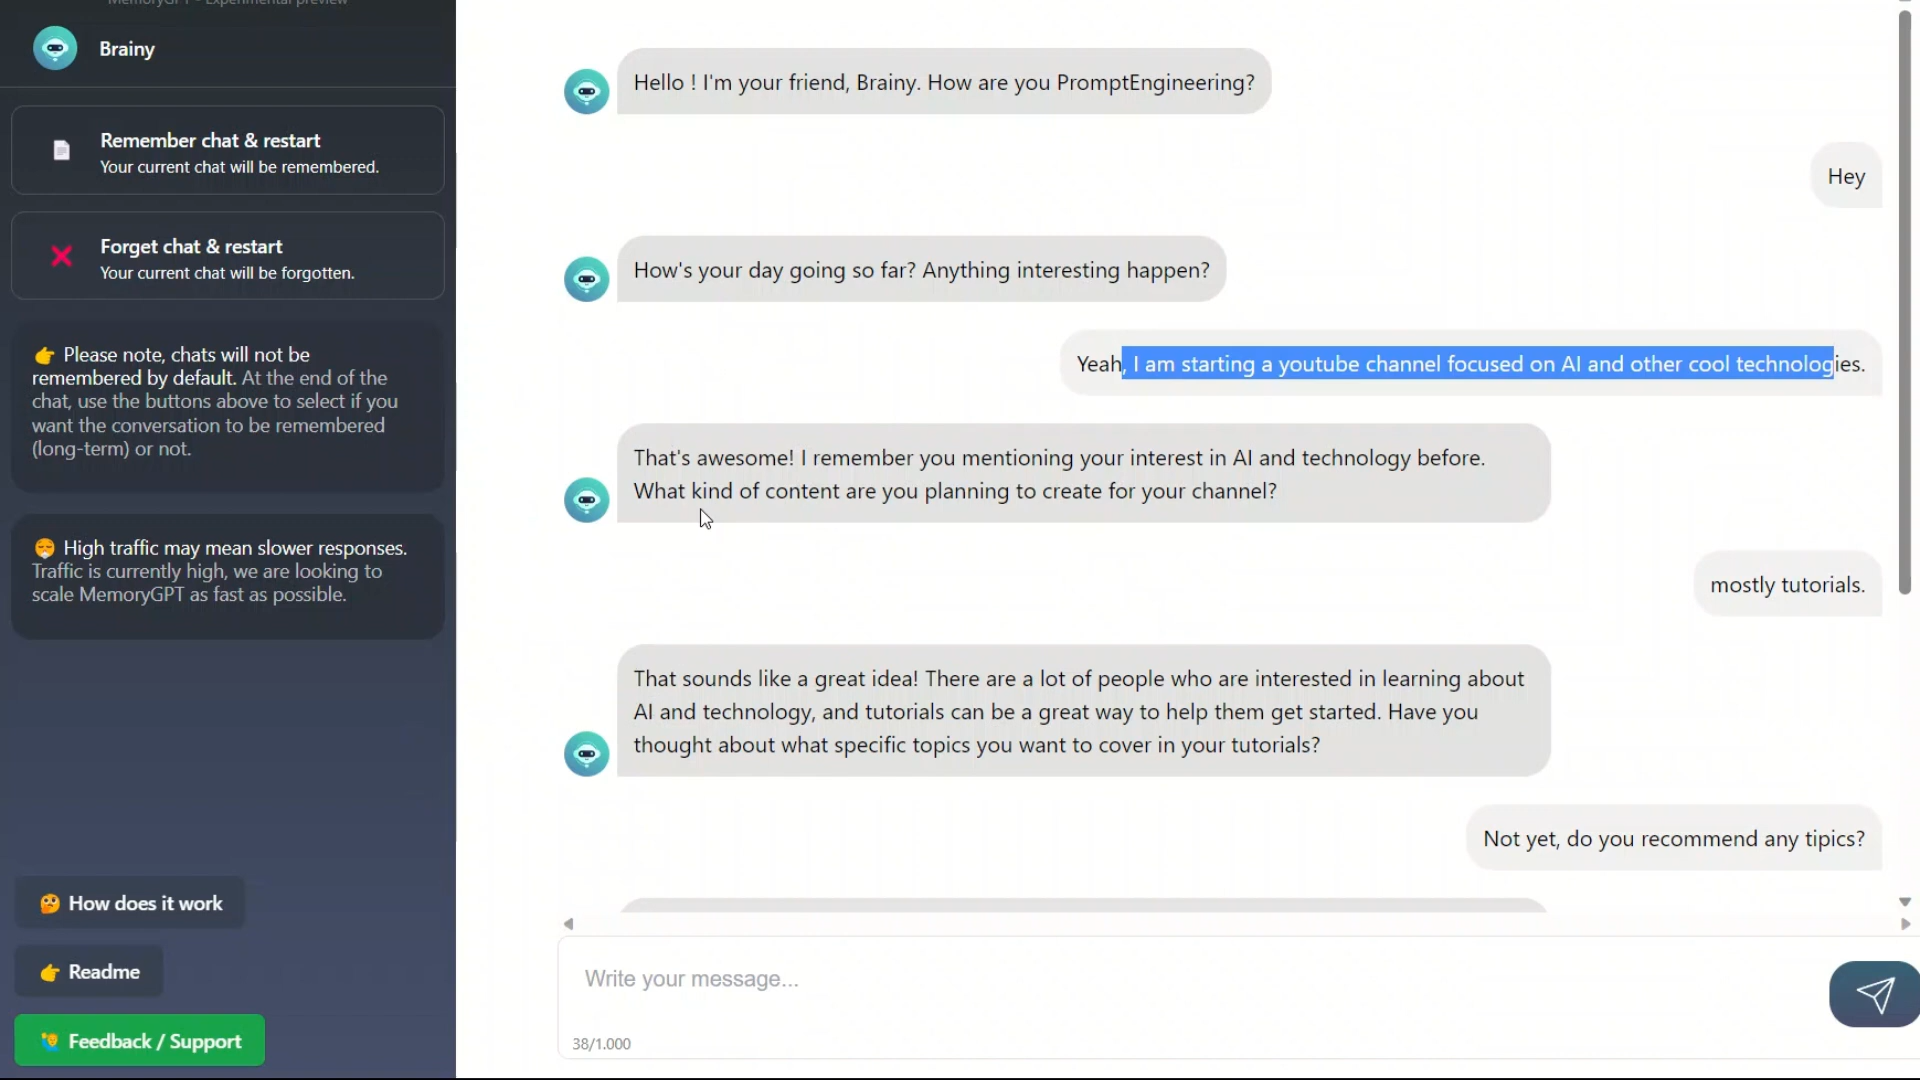 MemoryGPT - Experimental preview
Brainy
Remember chat & restart
Your current chat will be remembered.
Forget chat & restart
Your current chat will be forgotten.
👉 Please note, chats will not be
remembered by default. At the end of the
chat, use the buttons above to select if you
want the conversation to be remembered
(long-term) or not.
😤 High traffic may mean slower responses.
Traffic is currently high, we are looking to
scale MemoryGPT as fast as possible.
🤔 How does it work
👉 Readme
🙋‍♂️ Feedback / Support
Hello ! I'm your friend, Brainy. How are you PromptEngineering?
Hey
How's your day going so far? Anything interesting happen?
Yeah, I am starting a youtube channel focused on AI and other cool technologies.
That's awesome! I remember you mentioning your interest in AI and technology before.
What kind of content are you planning to create for your channel?
mostly tutorials.
That sounds like a great idea! There are a lot of people who are interested in learning about
AI and technology, and tutorials can be a great way to help them get started. Have you
thought about what specific topics you want to cover in your tutorials?
Not yet, do you recommend any tipics?
Write your message...
38/1.000